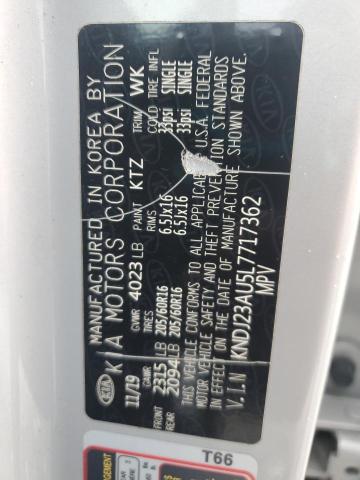 MANUFACTURED IN KOREA BY
KIA MOTORS CORPORATION
11/19 GVWR 4023 LB KTZ TRIM WK
GAWR TIRES RIMS COLD TIRE INFL
2315 LB 205/60R16 6.5Jx16 33psi SINGLE
2094 LB 205/60R16 6.5Jx16 33psi SINGLE
THIS VEHICLE CONFORMS TO ALL APPLICABLE U.S.A. FEDERAL
MOTOR VEHICLE SAFETY AND THEFT PREVENTION STANDARDS
IN EFFECT ON THE DATE OF MANUFACTURE SHOWN ABOVE.
V.I.N KNDJ23AU5L7717362
MPV
T66